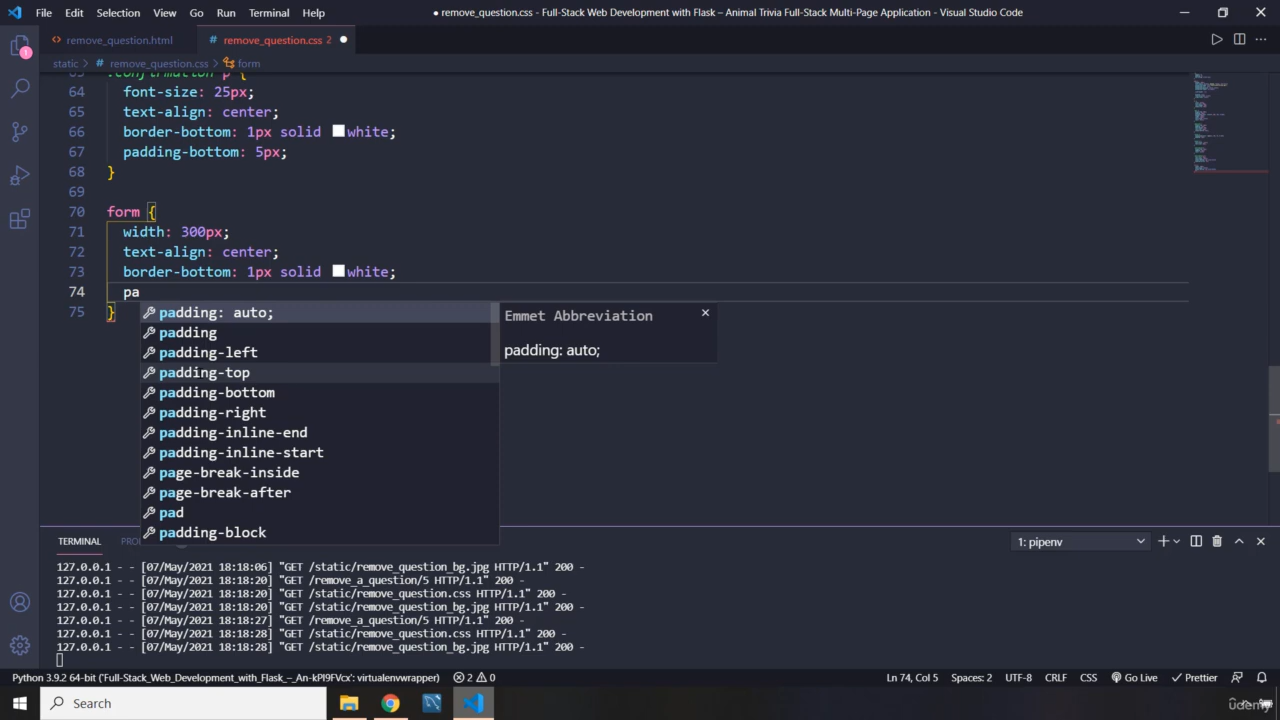 File Edit Selection View Go Run Terminal Help
● remove_question.css - Full-Stack Web Development with Flask – Animal Trivia Full-Stack Multi-Page Application - Visual Studio Code
1
<> remove_question.html
# remove_question.css 2 ●
static > # remove_question.css > form
63 .confirmation p {
64 font-size: 25px;
65 text-align: center;
66 border-bottom: 1px solid white;
67 padding-bottom: 5px;
68 }
69
70 form {
71 width: 300px;
72 text-align: center;
73 border-bottom: 1px solid white;
74 pa
75 }
padding: auto;
padding
padding-left
padding-top
padding-bottom
padding-right
padding-inline-end
padding-inline-start
page-break-inside
page-break-after
pad
padding-block
Emmet Abbreviation
padding: auto;
TERMINAL PRO
1: pipenv
127.0.0.1 - - [07/May/2021 18:18:06] "GET /static/remove_question_bg.jpg HTTP/1.1" 200 -
127.0.0.1 - - [07/May/2021 18:18:20] "GET /remove_a_question/5 HTTP/1.1" 200 -
127.0.0.1 - - [07/May/2021 18:18:20] "GET /static/remove_question.css HTTP/1.1" 200 -
127.0.0.1 - - [07/May/2021 18:18:20] "GET /static/remove_question_bg.jpg HTTP/1.1" 200 -
127.0.0.1 - - [07/May/2021 18:18:27] "GET /remove_a_question/5 HTTP/1.1" 200 -
127.0.0.1 - - [07/May/2021 18:18:28] "GET /static/remove_question.css HTTP/1.1" 200 -
127.0.0.1 - - [07/May/2021 18:18:28] "GET /static/remove_question_bg.jpg HTTP/1.1" 200 -
Python 3.9.2 64-bit ('Full-Stack_Web_Development_with_Flask_–_An-kPI9FVcx': virtualenvwrapper) 2 0
Ln 74, Col 5 Spaces: 2 UTF-8 CRLF CSS Go Live Prettier
Search
Udemy